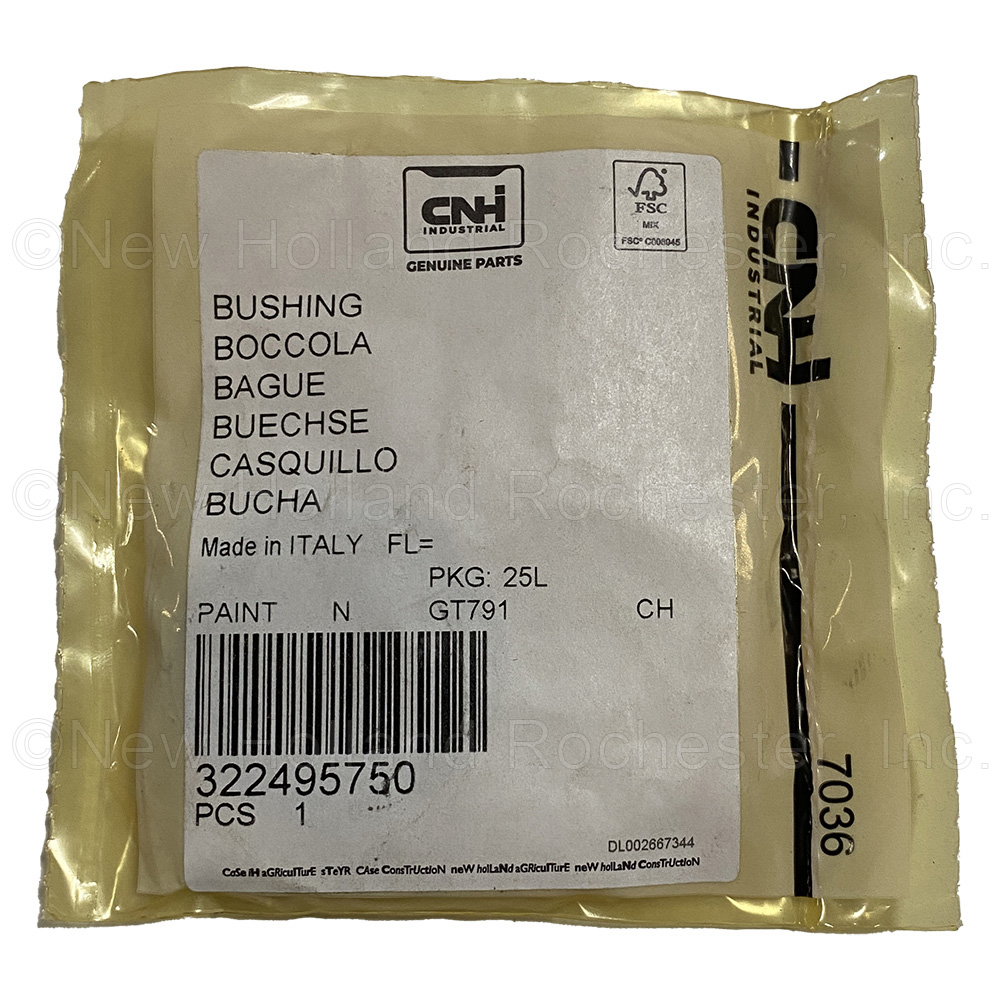 CNH
INDUSTRIAL
GENUINE PARTS
FSC
MIX
FSC® C008045
BUSHING
BOCCOLA
BAGUE
BUECHSE
CASQUILLO
BUCHA
Made in ITALY FL=
PKG: 25L
PAINT N GT791 CH
322495750
PCS 1
DL002667344
CaSe iH aGRiculTurE sTeYR CAse ConsTrUctioN neW holLaNd aGRicuITurE neW holLaNd ConsTrUctioN
CNH
INDUSTRIAL
7036
©New Holland Rochester, Inc.
©New Holland Rochester, Inc.
©New Holland Rochester, Inc.